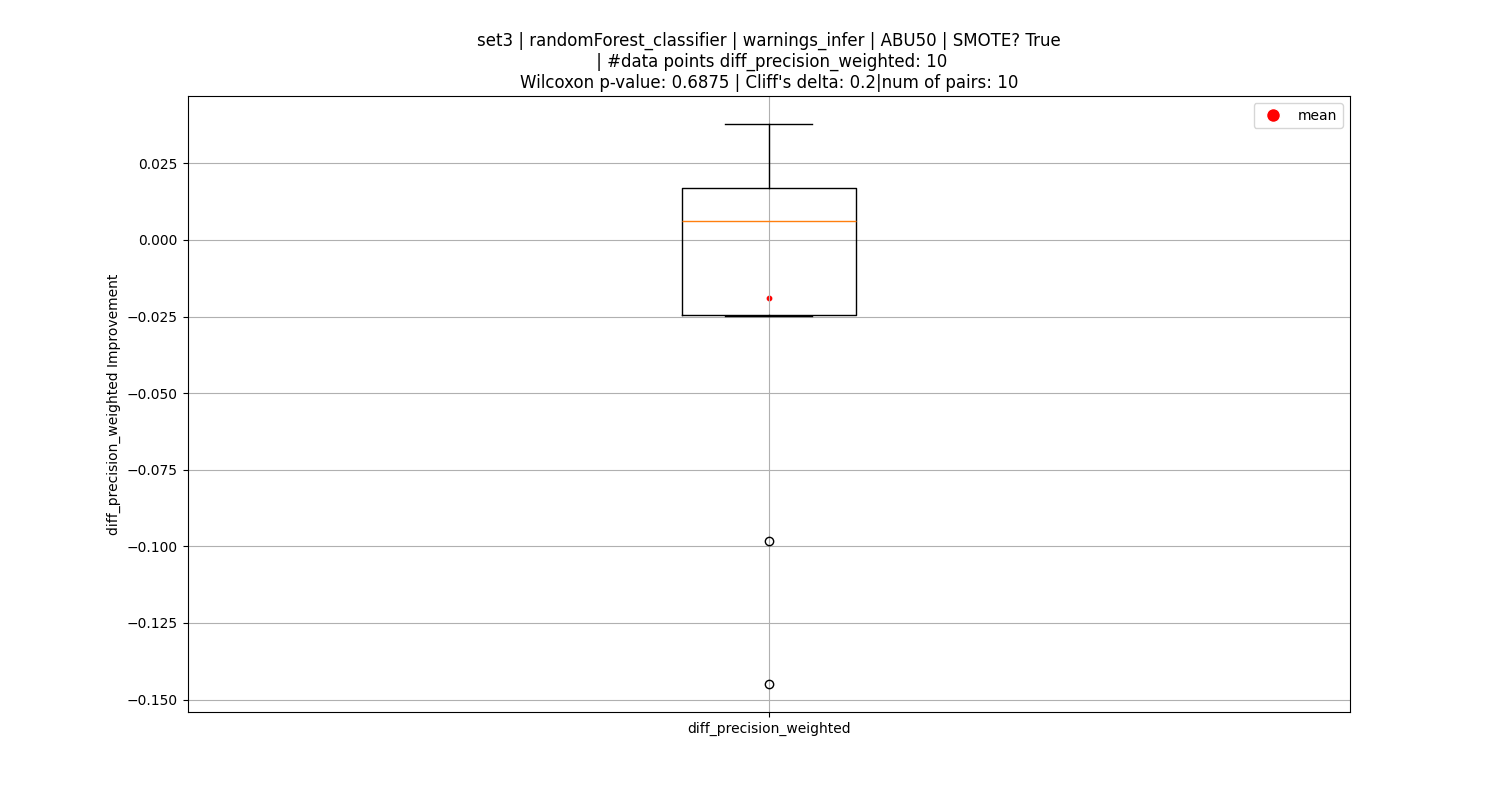 set3 | randomForest_classifier | warnings_infer | ABU50 | SMOTE? True
| #data points diff_precision_weighted: 10
Wilcoxon p-value: 0.6875 | Cliff's delta: 0.2|num of pairs: 10
mean
0.025
0.000
−0.025
−0.050
−0.075
−0.100
−0.125
−0.150
diff_precision_weighted Improvement
diff_precision_weighted